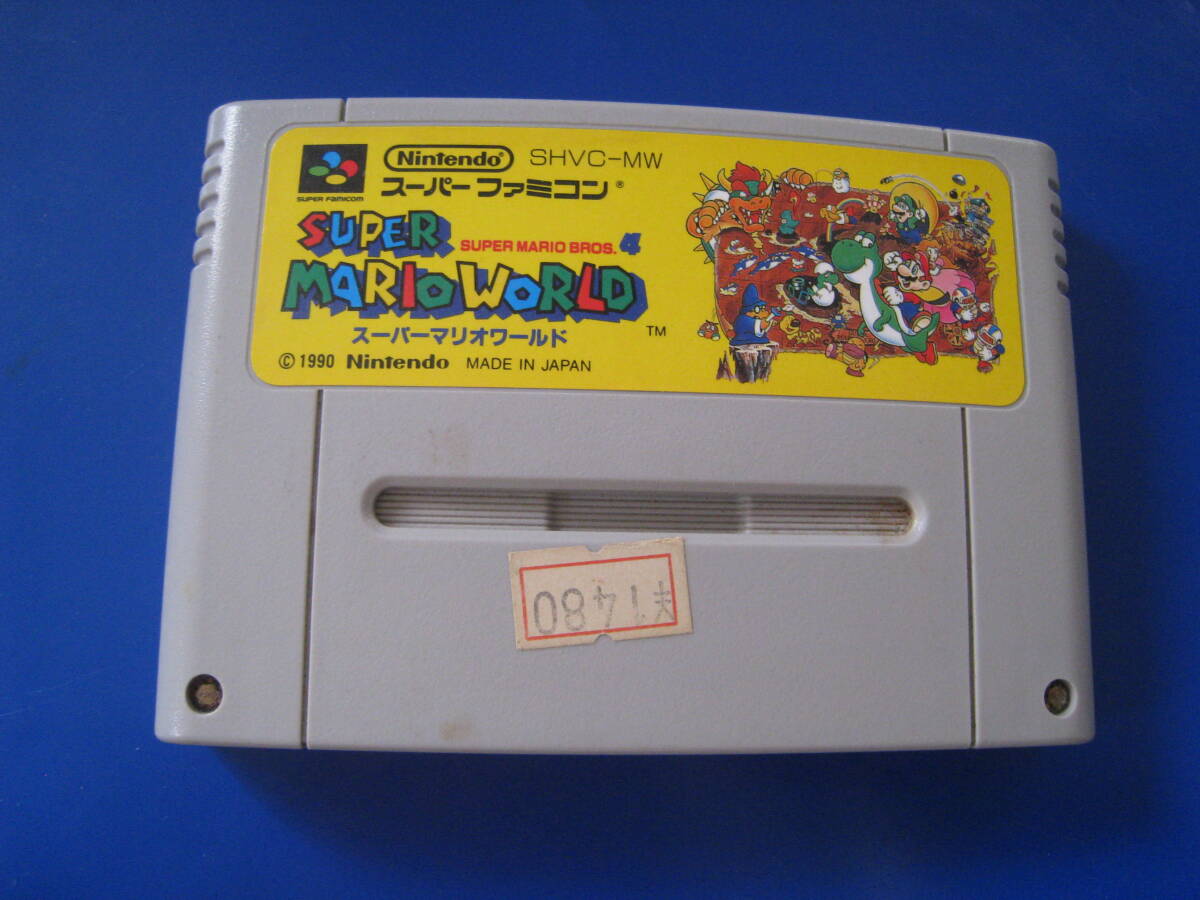 Nintendo® SHVC-MW
SUPER FAMICOM
スーパーファミコン®
SUPER
SUPER MARIO BROS. 4
MARIO WORLD
スーパーマリオワールド
TM
© 1990 Nintendo MADE IN JAPAN
¥1480